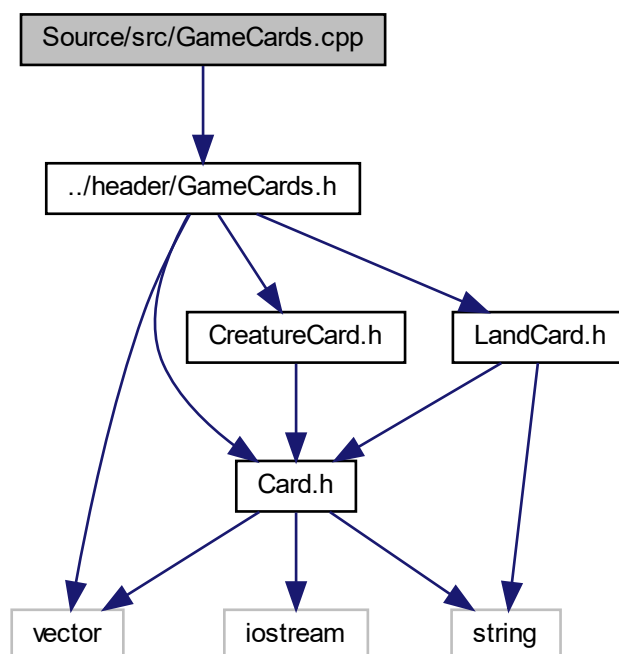 Source/src/GameCards.cpp
../header/GameCards.h
CreatureCard.h
LandCard.h
Card.h
vector
iostream
string